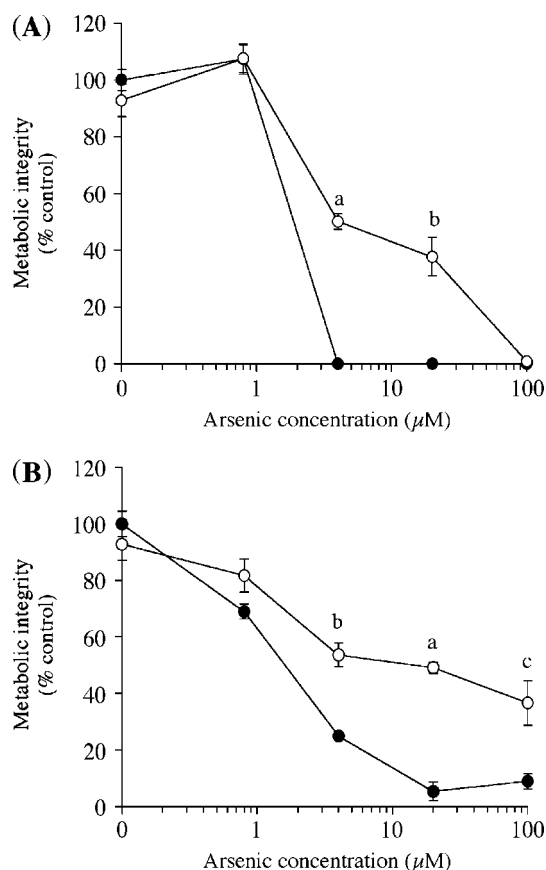 (A)
120
100
80
60
40
20
0
Metabolic integrity
(% control)
a
b
0
1
10
100
Arsenic concentration (µM)
(B)
120
100
80
60
40
20
0
Metabolic integrity
(% control)
b
a
c
0
1
10
100
Arsenic concentration (µM)